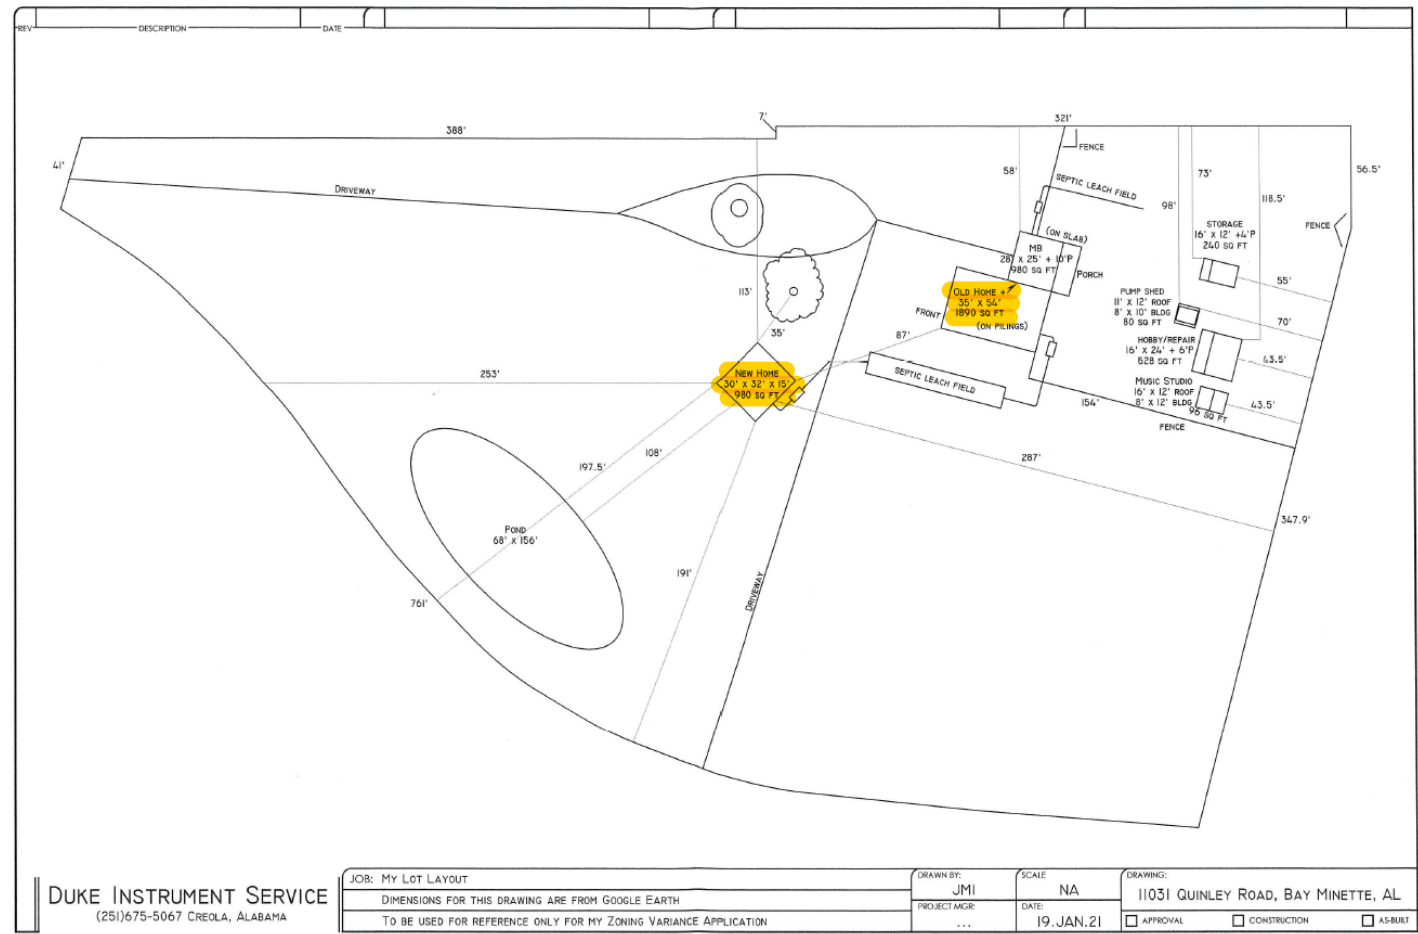 REV
DESCRIPTION
DATE
388'
7'
321'
41'
DRIVEWAY
FENCE
58'
SEPTIC LEACH FIELD
73'
98'
118.5'
56.5'
FENCE
STORAGE
16' X 12' +4'P
240 SQ FT
(ON SLAB)
MB
28' X 25' + 10'P
980 SQ FT
PORCH
55'
113'
OLD HOME +
35' X 54'
1890 SQ FT
(ON PILINGS)
FRONT
PUMP SHED
11' X 12' ROOF
8' X 10' BLDG
80 SQ FT
70'
35'
87'
HOBBY/REPAIR
16' X 24' + 6'P
528 SQ FT
43.5'
253'
NEW HOME
30' X 32' X 15'
980 SQ FT
SEPTIC LEACH FIELD
MUSIC STUDIO
16' X 12' ROOF
8' X 12' BLDG
96 SQ FT
43.5'
154'
FENCE
197.5'
108'
287'
POND
68' X 156'
347.9'
191'
DRIVEWAY
761'
DUKE INSTRUMENT SERVICE
(251)675-5067 CREOLA, ALABAMA
JOB: MY LOT LAYOUT
DIMENSIONS FOR THIS DRAWING ARE FROM GOOGLE EARTH
TO BE USED FOR REFERENCE ONLY FOR MY ZONING VARIANCE APPLICATION
DRAWN BY:
JMI
PROJECT MGR:
...
SCALE
NA
DATE:
19.JAN.21
DRAWING:
11031 QUINLEY ROAD, BAY MINETTE, AL
APPROVAL
CONSTRUCTION
AS-BUILT